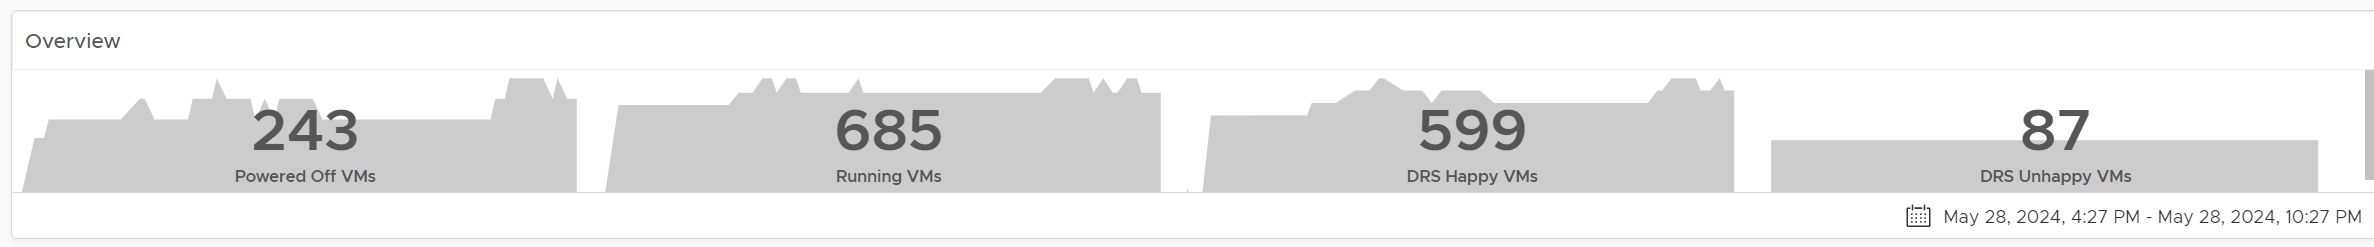 Overview
243
Powered Off VMs
685
Running VMs
599
DRS Happy VMs
87
DRS Unhappy VMs
May 28, 2024, 4:27 PM - May 28, 2024, 10:27 PM